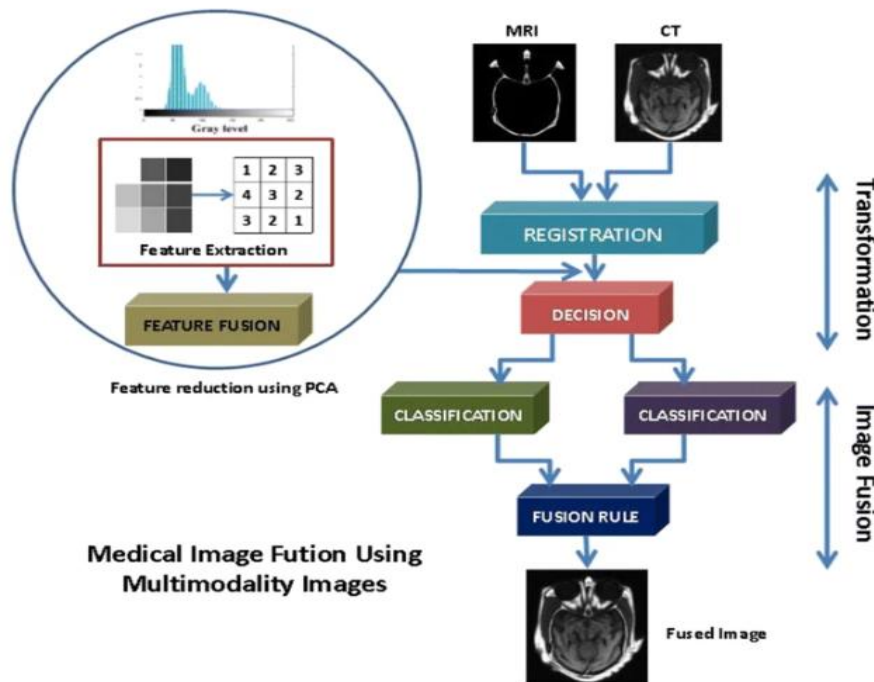 MRI
CT
Gray level
1 2 3
4 3 2
3 2 1
Feature Extraction
FEATURE FUSION
Feature reduction using PCA
REGISTRATION
DECISION
CLASSIFICATION
CLASSIFICATION
FUSION RULE
Transformation
Image Fusion
Medical Image Fution Using
Multimodality Images
Fused Image